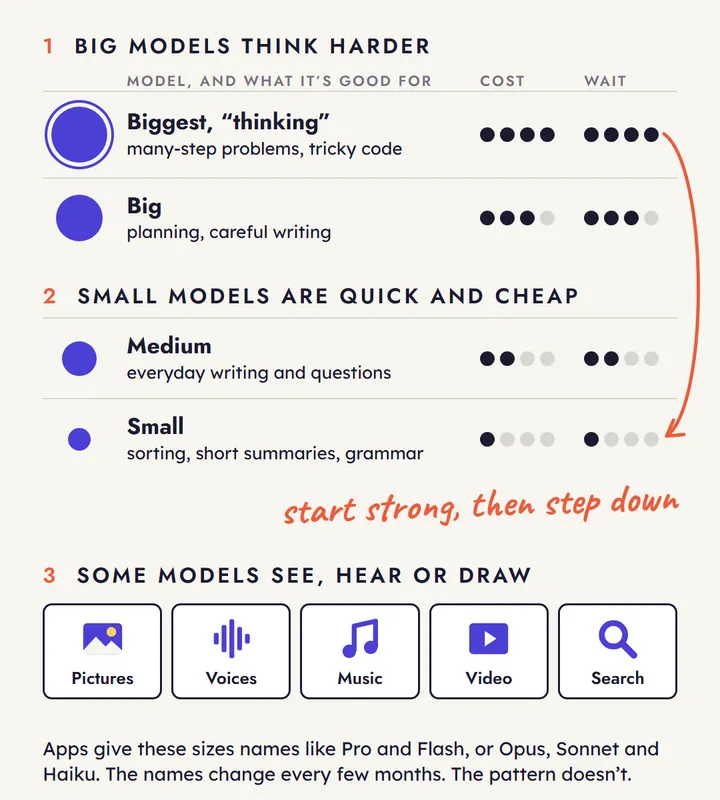 1 BIG MODELS THINK HARDER
MODEL, AND WHAT IT’S GOOD FOR COST WAIT
Biggest, “thinking”
many-step problems, tricky code
Big
planning, careful writing
2 SMALL MODELS ARE QUICK AND CHEAP
Medium
everyday writing and questions
Small
sorting, short summaries, grammar
start strong, then step down
3 SOME MODELS SEE, HEAR OR DRAW
Pictures Voices Music Video Search
Apps give these sizes names like Pro and Flash, or Opus, Sonnet and
Haiku. The names change every few months. The pattern doesn’t.